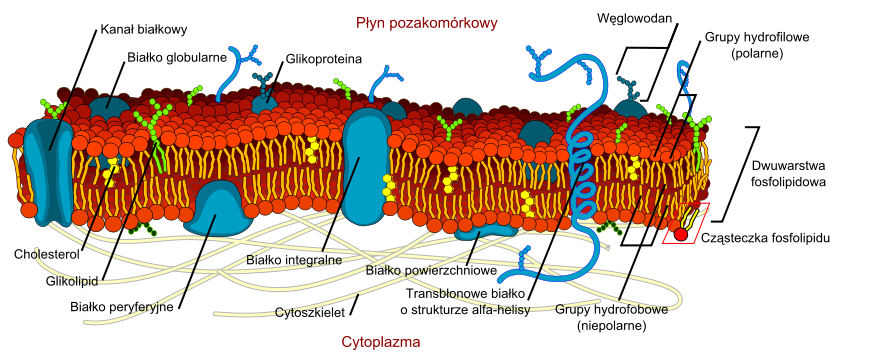 Płyn pozakomórkowy
Węglowodan
Kanał białkowy
Grupy hydrofilowe
(polarne)
Białko globularne
Glikoproteina
Dwuwarstwa
fosfolipidowa
Cząsteczka fosfolipidu
Cholesterol
Białko integralne
Białko powierzchniowe
Glikolipid
Transbłonowe białko
o strukturze alfa-helisy
Białko peryferyjne
Cytoszkielet
Grupy hydrofobowe
(niepolarne)
Cytoplazma